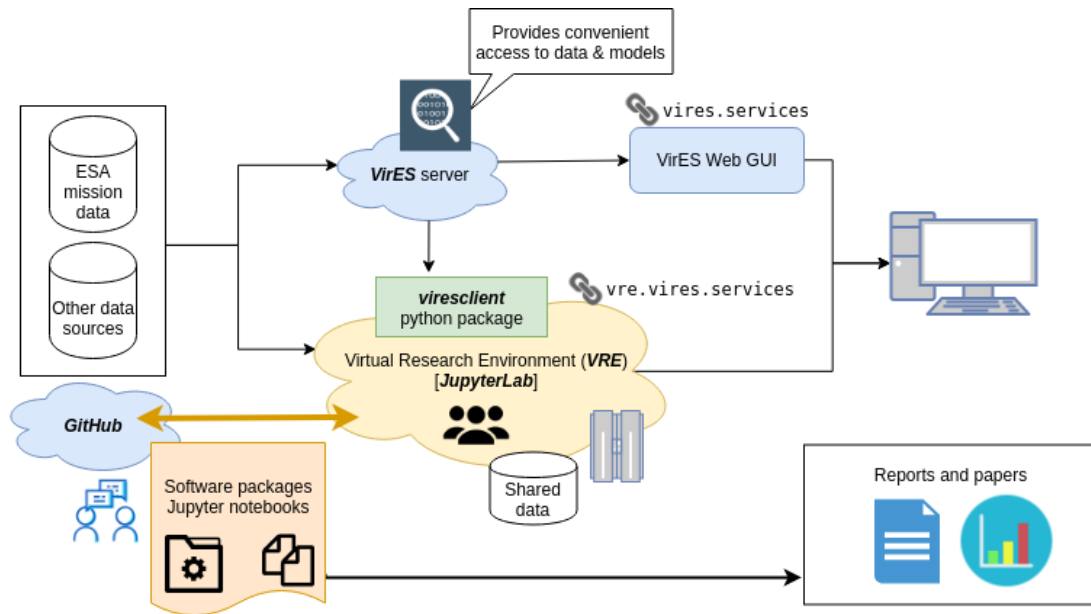 Provides convenient
access to data & models
vires.services
ESA
mission
data
VirES server
VirES Web GUI
Other data
sources
viresclient
python package
vre.vires.services
Virtual Research Environment (VRE)
[JupyterLab]
GitHub
Shared
data
Software packages
Jupyter notebooks
Reports and papers